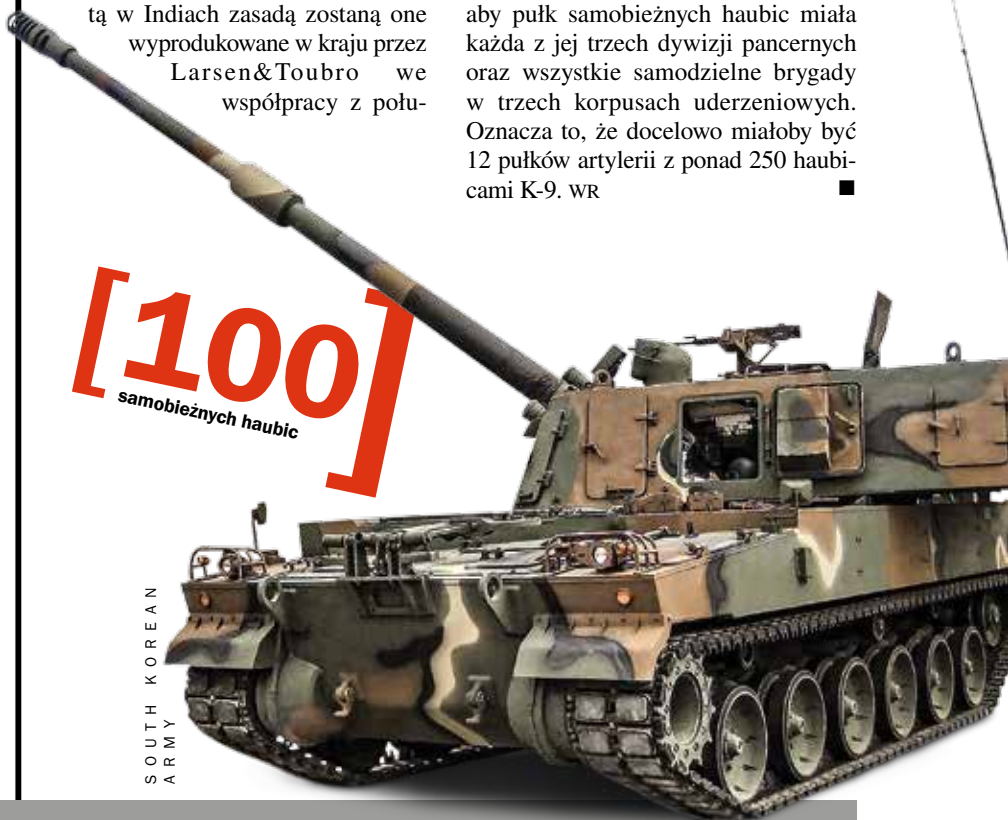 tą w Indiach zasadą zostaną one
wyprodukowane w kraju przez
Larsen&Toubro we
współpracy z połu-
aby pułk samobieżnych haubic miała
każda z jej trzech dywizji pancernych
oraz wszystkie samodzielne brygady
w trzech korpusach uderzeniowych.
Oznacza to, że docelowo miałoby być
12 pułków artylerii z ponad 250 haubi-
cami K-9. WR ■
[100]
samobieżnych haubic
SOUTH KOREAN
ARMY